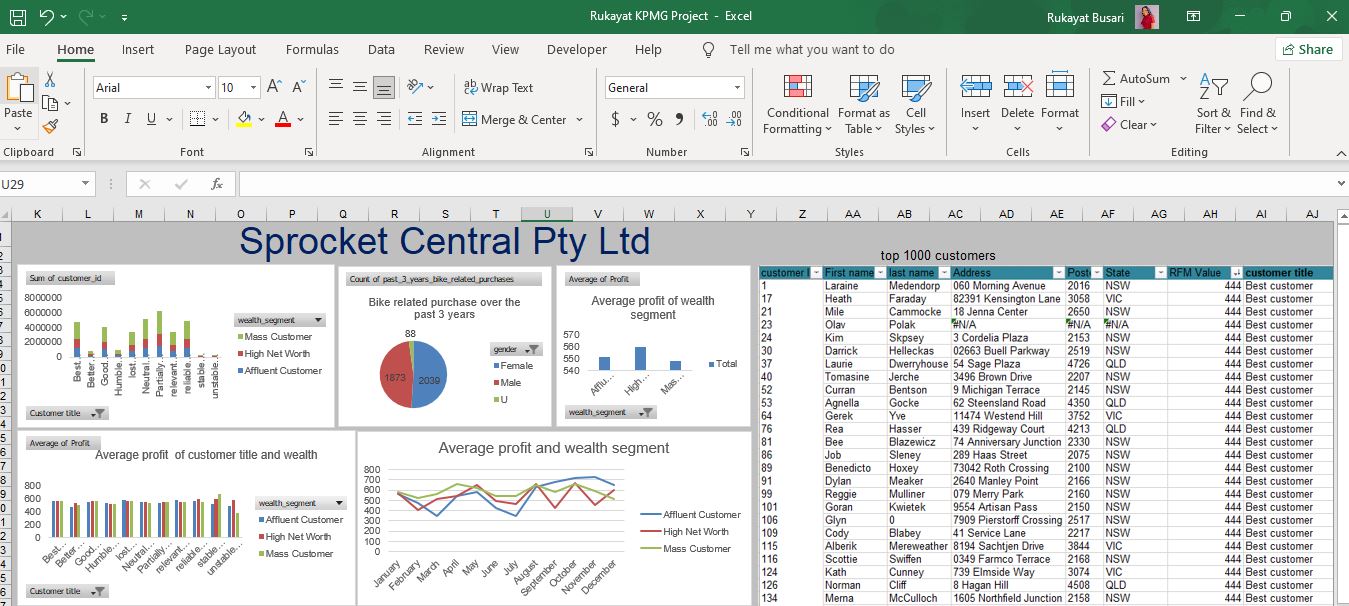 Rukayat KPMG Project - Excel
Rukayat Busari
File Home Insert Page Layout Formulas Data Review View Developer Help Tell me what you want to do Share
Paste
Clipboard
Arial 10
B I U
Font
Wrap Text
Merge & Center
Alignment
General
$ % ,
Number
Conditional Formatting
Format as Table
Cell Styles
Styles
Insert Delete Format
Cells
AutoSum
Fill
Clear
Sort & Filter
Find & Select
Editing
U29 fx
K L M N O P Q R S T U V W X Y Z AA AB AC AD AE AF AG AH AI AJ
Sprocket Central Pty Ltd
Sum of customer_id
8000000
6000000
4000000
2000000
0
Best..
Better..
Good..
Humble..
lost..
Neutral..
Partially..
relevant..
reliable..
stable..
unstable..
wealth_segment
Mass Customer
High Net Worth
Affluent Customer
Customer title
Count of past_3_years_bike_related_purchases
Bike related purchase over the
past 3 years
88
1873 2039
gender
Female
Male
U
Average of Profit
Average profit of wealth
segment
570
560
550
540
Afflu...
High...
Mas...
Total
wealth_segment
Average of Profit
Average profit of customer title and wealth
800
600
400
200
0
Best...
Better...
Good...
Humble...
lost...
Neutral...
Partially...
relevant...
reliable...
stable...
unstable...
wealth_segment
Affluent Customer
High Net Worth
Mass Customer
Customer title
Average profit and wealth segment
800
700
600
500
400
300
200
100
0
January February March April May June July August September October November December
Affluent Customer
High Net Worth
Mass Customer
top 1000 customers
customer I First name last name Address Postc State RFM Value customer title
1 Laraine Medendorp 060 Morning Avenue 2016 NSW 444 Best customer
17 Heath Faraday 82391 Kensington Lane 3058 VIC 444 Best customer
21 Mile Cammocke 18 Jenna Center 2650 NSW 444 Best customer
23 Olav Polak #N/A #N/A #N/A 444 Best customer
24 Kim Skpsey 3 Cordelia Plaza 2153 NSW 444 Best customer
30 Darrick Helleckas 02663 Buell Parkway 2519 NSW 444 Best customer
37 Laurie Dwerryhouse 54 Sage Plaza 4726 QLD 444 Best customer
40 Tomasine Jerche 3496 Brown Drive 2207 NSW 444 Best customer
52 Curran Bentson 9 Michigan Terrace 2145 NSW 444 Best customer
53 Agnella Gocke 62 Steensland Road 4350 QLD 444 Best customer
64 Gerek Yve 11474 Westend Hill 3752 VIC 444 Best customer
76 Rea Hasser 439 Ridgeway Court 4213 QLD 444 Best customer
81 Bee Blazewicz 74 Anniversary Junction 2330 NSW 444 Best customer
86 Job Sleney 289 Haas Street 2075 NSW 444 Best customer
89 Benedicto Hoxey 73042 Roth Crossing 2100 NSW 444 Best customer
91 Dylan Meaker 2640 Manley Point 2166 NSW 444 Best customer
99 Reggie Mulliner 079 Merry Park 2160 NSW 444 Best customer
101 Goran Kwietek 9554 Artisan Pass 2150 NSW 444 Best customer
106 Glyn 0 7909 Pierstorff Crossing 2517 NSW 444 Best customer
109 Cody Blabey 41 Service Lane 2217 NSW 444 Best customer
115 Alberik Mereweather 8194 Sachtjen Drive 3844 VIC 444 Best customer
116 Scottie Swiffen 0349 Farmco Terrace 2168 NSW 444 Best customer
124 Kath Cunney 739 Elmside Way 3074 VIC 444 Best customer
126 Norman Cliff 8 Hagan Hill 4508 QLD 444 Best customer
134 Merna McCulloch 1605 Northfield Junction 2158 NSW 444 Best customer